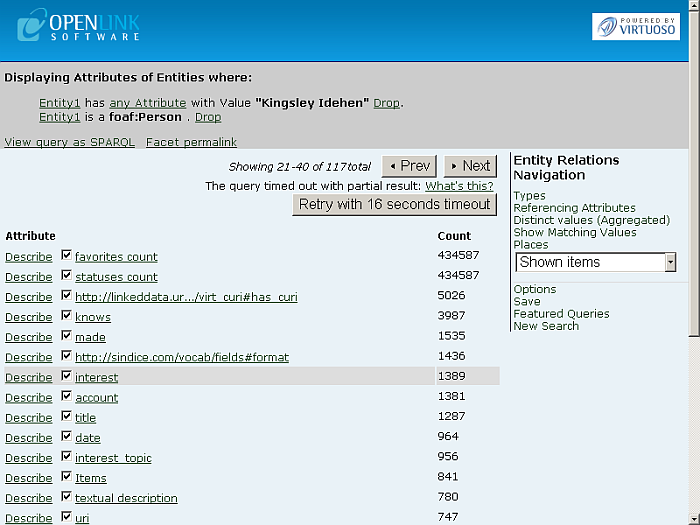 OPENLINK
SOFTWARE
POWERED BY
VIRTUOSO
Displaying Attributes of Entities where:
Entity1 has any Attribute with Value "Kingsley Idehen" Drop.
Entity1 is a foaf:Person . Drop
View query as SPARQL Facet permalink
Showing 21-40 of 117total Prev Next
The query timed out with partial result: What's this?
Retry with 16 seconds timeout
Attribute Count
Describe favorites count 434587
Describe statuses count 434587
Describe http://linkeddata.ur.../virt_curi#has_curi 5026
Describe knows 3987
Describe made 1535
Describe http://sindice.com/vocab/fields#format 1436
Describe interest 1389
Describe account 1381
Describe title 1287
Describe date 964
Describe interest_topic 956
Describe Items 841
Describe textual description 780
Describe uri 747
Entity Relations
Navigation
Types
Referencing Attributes
Distinct values (Aggregated)
Show Matching Values
Places
Shown items
Options
Save
Featured Queries
New Search